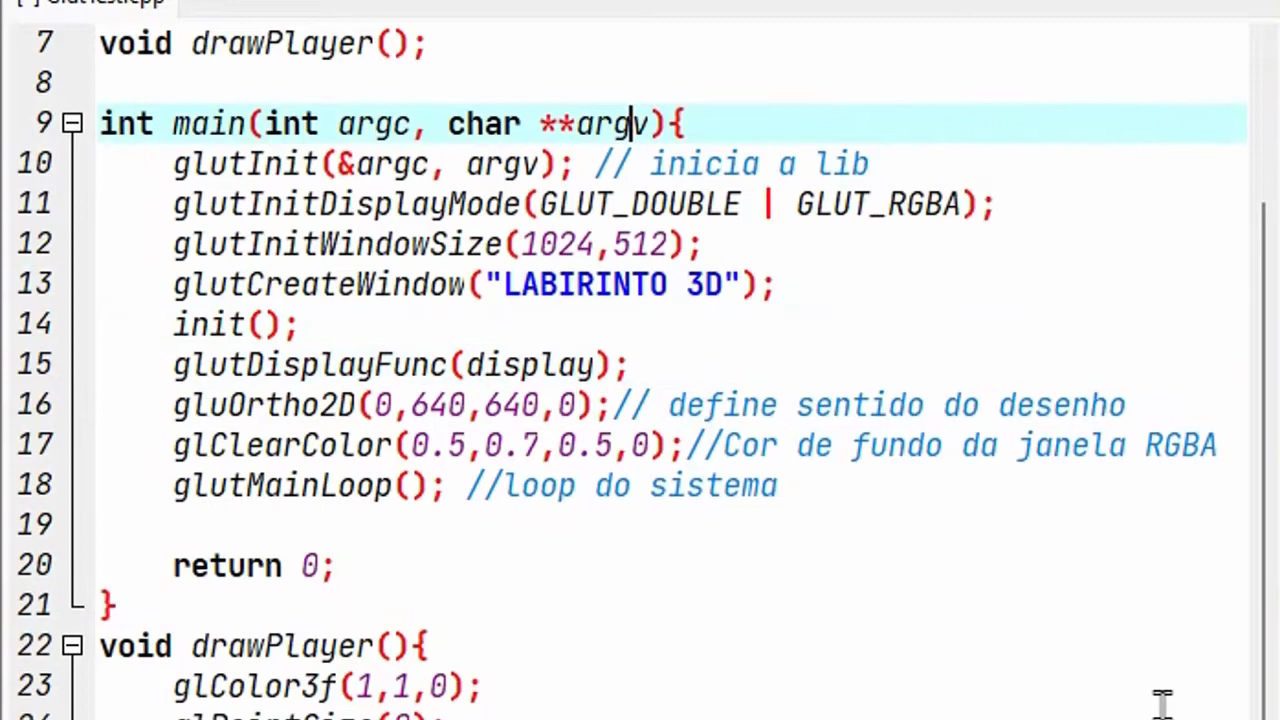 7 void drawPlayer();
8
9 int main(int argc, char **argv){
10 glutInit(&argc, argv); // inicia a lib
11 glutInitDisplayMode(GLUT_DOUBLE | GLUT_RGBA);
12 glutInitWindowSize(1024,512);
13 glutCreateWindow("LABIRINTO 3D");
14 init();
15 glutDisplayFunc(display);
16 gluOrtho2D(0,640,640,0);// define sentido do desenho
17 glClearColor(0.5,0.7,0.5,0);//Cor de fundo da janela RGBA
18 glutMainLoop(); //loop do sistema
19
20 return 0;
21 }
22 void drawPlayer(){
23 glColor3f(1,1,0);